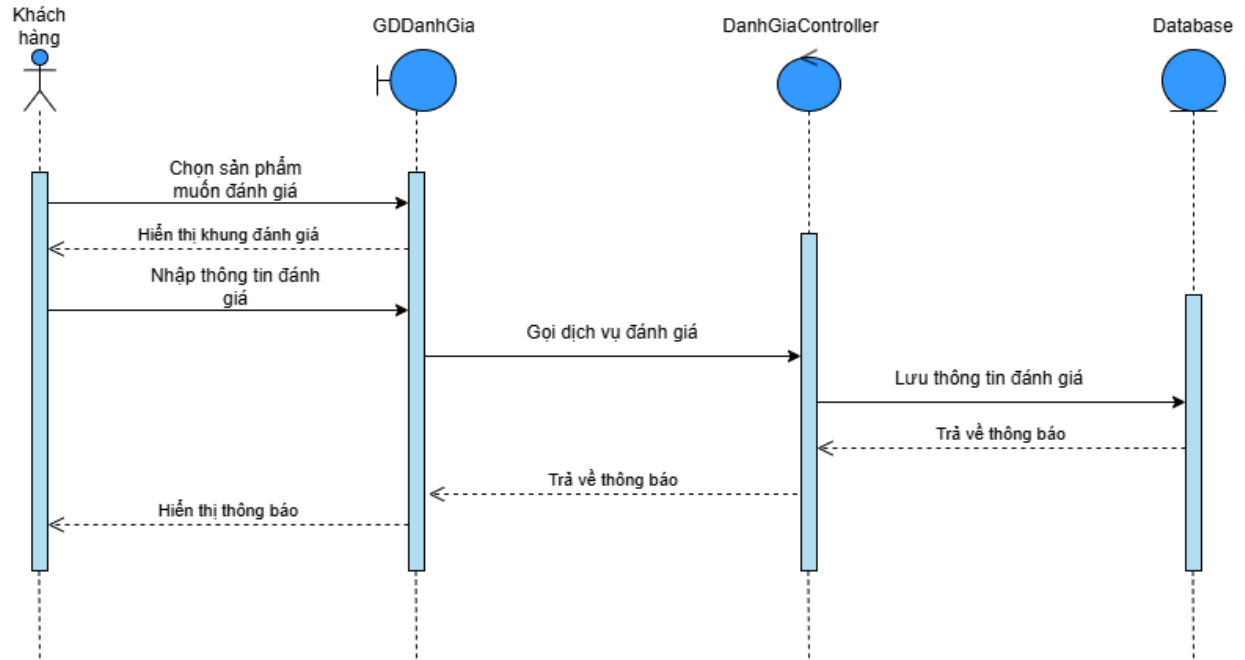 Khách
hàng
GDDanhGia
DanhGiaController
Database
Chọn sản phẩm
muốn đánh giá
Hiển thị khung đánh giá
Nhập thông tin đánh
giá
Gọi dịch vụ đánh giá
Lưu thông tin đánh giá
Trả về thông báo
Trả về thông báo
Hiển thị thông báo